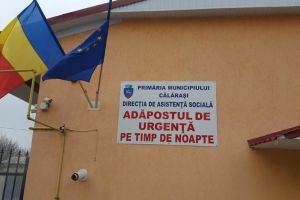 PRIMĂRIA MUNICIPIULUI
CĂLĂRAȘI
DIRECȚIA DE ASISTENȚĂ SOCIALĂ
ADĂPOSTUL DE
URGENȚĂ
PE TIMP DE NOAPTE